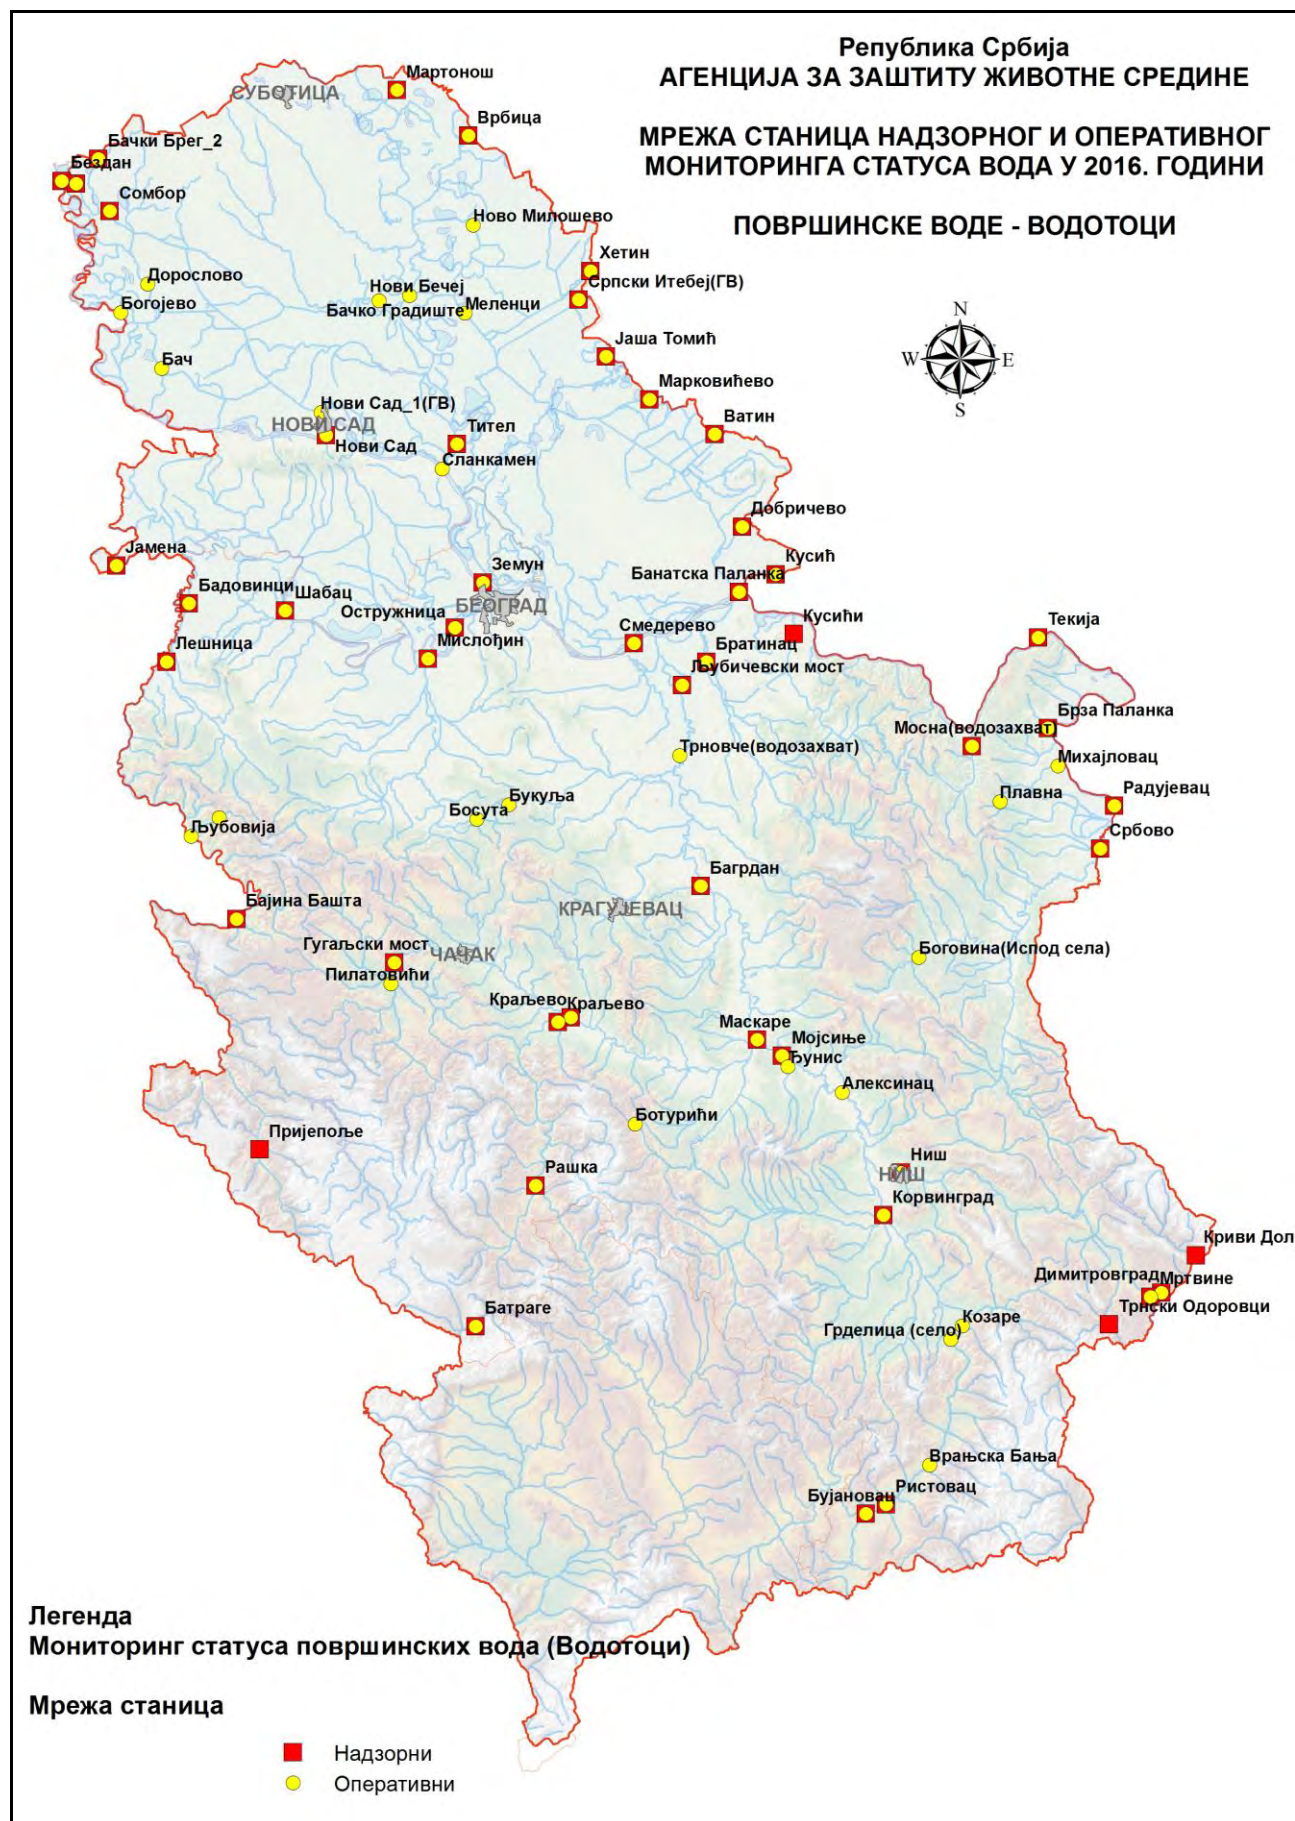 Република Србија
АГЕНЦИЈА ЗА ЗАШТИТУ ЖИВОТНЕ СРЕДИНЕ
МРЕЖА СТАНИЦА НАДЗОРНОГ И ОПЕРАТИВНОГ
МОНИТОРИНГА СТАТУСА ВОДА У 2016. ГОДИНИ
ПОВРШИНСКЕ ВОДЕ - ВОДОТОЦИ
N
W
E
S
Мартонош
СУБОТИЦА
Врбица
Бачки Брег_2
Бездан
Сомбор
Ново Милошево
Хетин
Дорослово
Нови Бечеј
Српски Итебеј(ГВ)
Богојево
Бачко Градиште
Меленци
Јаша Томић
Бач
Марковићево
Нови Сад_1(ГВ)
НОВИ САД
Нови Сад
Тител
Ватин
Сланкамен
Добричево
Јамена
Земун
Кусић
Банатска Паланка
Бадовинци
Шабац
БЕОГРАД
Остружница
Смедерево
Кусићи
Текија
Лешница
Мислођин
Братинац
Љубичевски мост
Брза Паланка
Мосна(водозахват)
Трновче(водозахват)
Михајловац
Плавна
Радујевац
Букуља
Босута
Љубовија
Србово
Багрдан
Бајина Башта
КРАГУЈЕВАЦ
Гугаљски мост
ЧАЧАК
Боговина(Испод села)
Пилатовићи
Краљево
Краљево
Маскаре
Мојсиње
Ђунис
Алексинац
Ботурићи
Пријепоље
Рашка
Ниш
НИШ
Корвинград
Криви Дол
Димитровград
Мртвине
Трнски Одоровци
Батраге
Козаре
Грделица (село)
Врањска Бања
Бујановац
Ристовац
Легенда
Мониторинг статуса површинских вода (Водотоци)
Мрежа станица
Надзорни
Оперативни